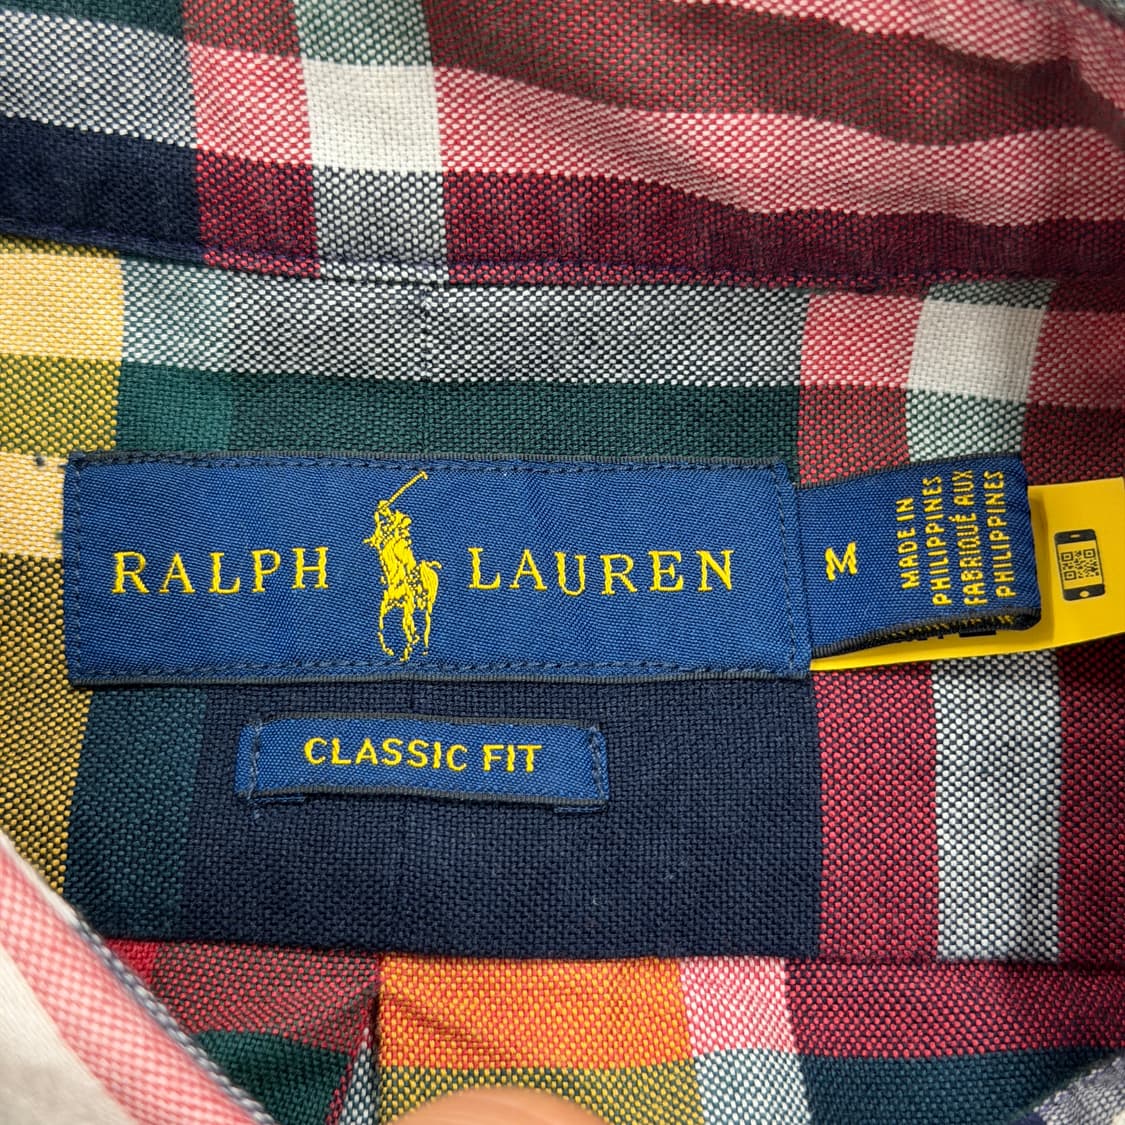 RALPH LAUREN
M
MADE IN
PHILIPPINES
FABRIQUÉ AUX
PHILIPPINES
CLASSIC FIT